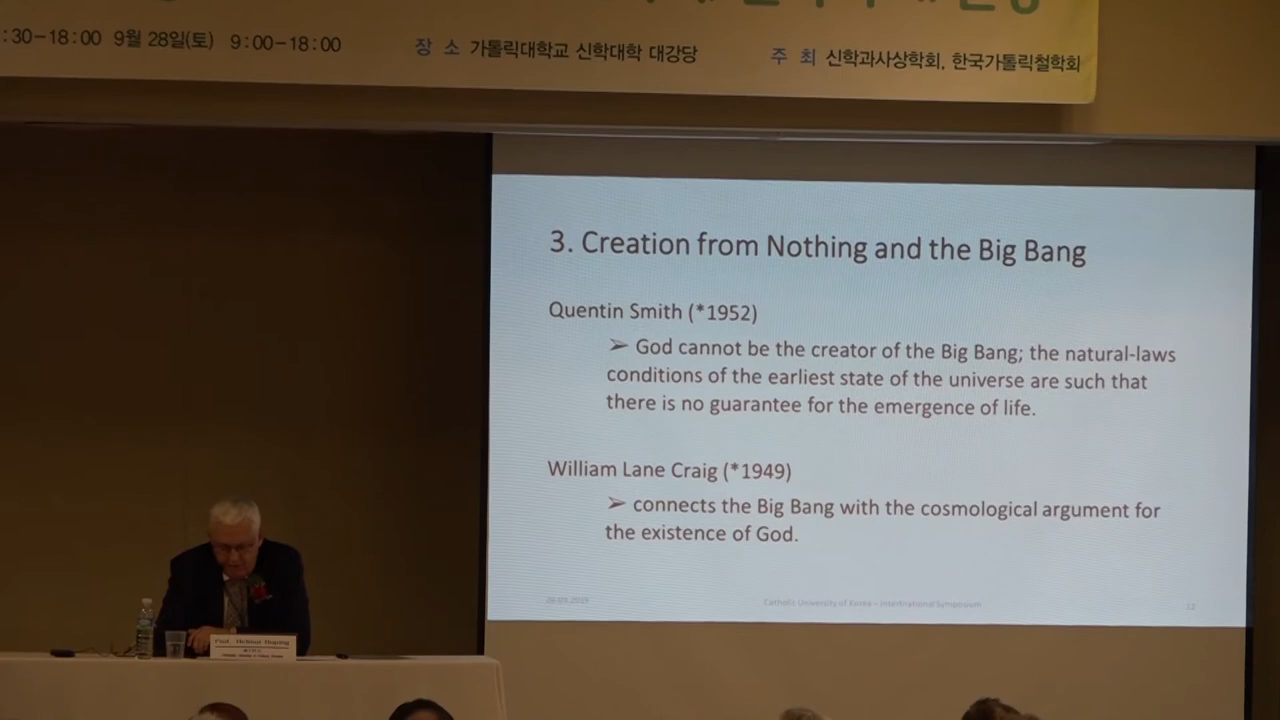 :30-18:00 9월 28일(토) 9:00-18:00
장 소 가톨릭대학교 신학대학 대강당
주 최 신학과사상학회, 한국가톨릭철학회
3. Creation from Nothing and the Big Bang
Quentin Smith (*1952)
➢ God cannot be the creator of the Big Bang; the natural-laws
conditions of the earliest state of the universe are such that
there is no guarantee for the emergence of life.
William Lane Craig (*1949)
➢ connects the Big Bang with the cosmological argument for
the existence of God.
Catholic University of Korea – International Symposium
12
Prof. Helmut Hoping